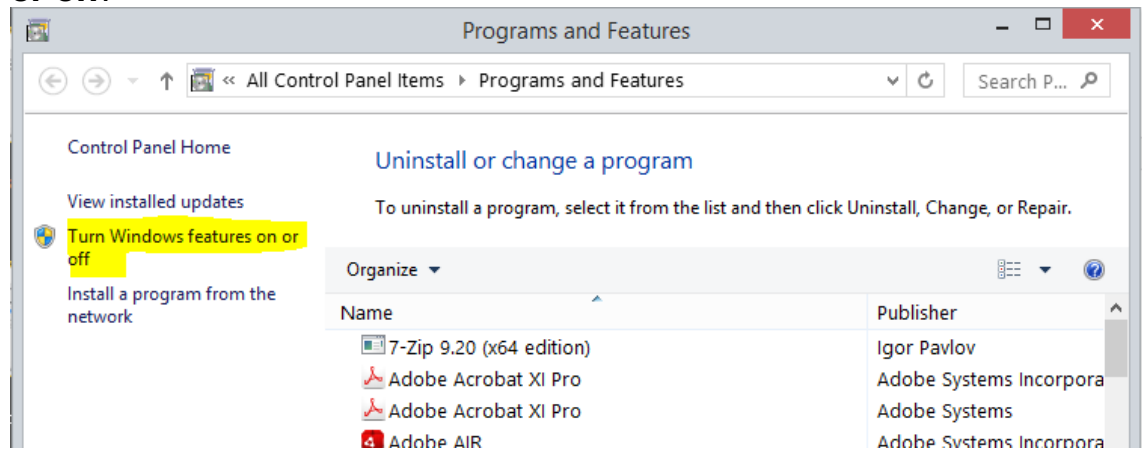 Programs and Features
« All Control Panel Items Programs and Features
Search P...
Control Panel Home
View installed updates
Turn Windows features on or
off
Install a program from the
network
Uninstall or change a program
To uninstall a program, select it from the list and then click Uninstall, Change, or Repair.
Organize
Name Publisher
7-Zip 9.20 (x64 edition) Igor Pavlov
Adobe Acrobat XI Pro Adobe Systems Incorpora
Adobe Acrobat XI Pro Adobe Systems
Adobe AIR Adobe Systems Incorpora